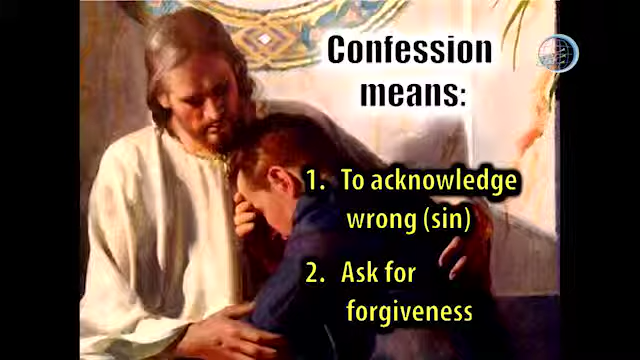 Confession
means:
1. To acknowledge
wrong (sin)
2. Ask for
forgiveness